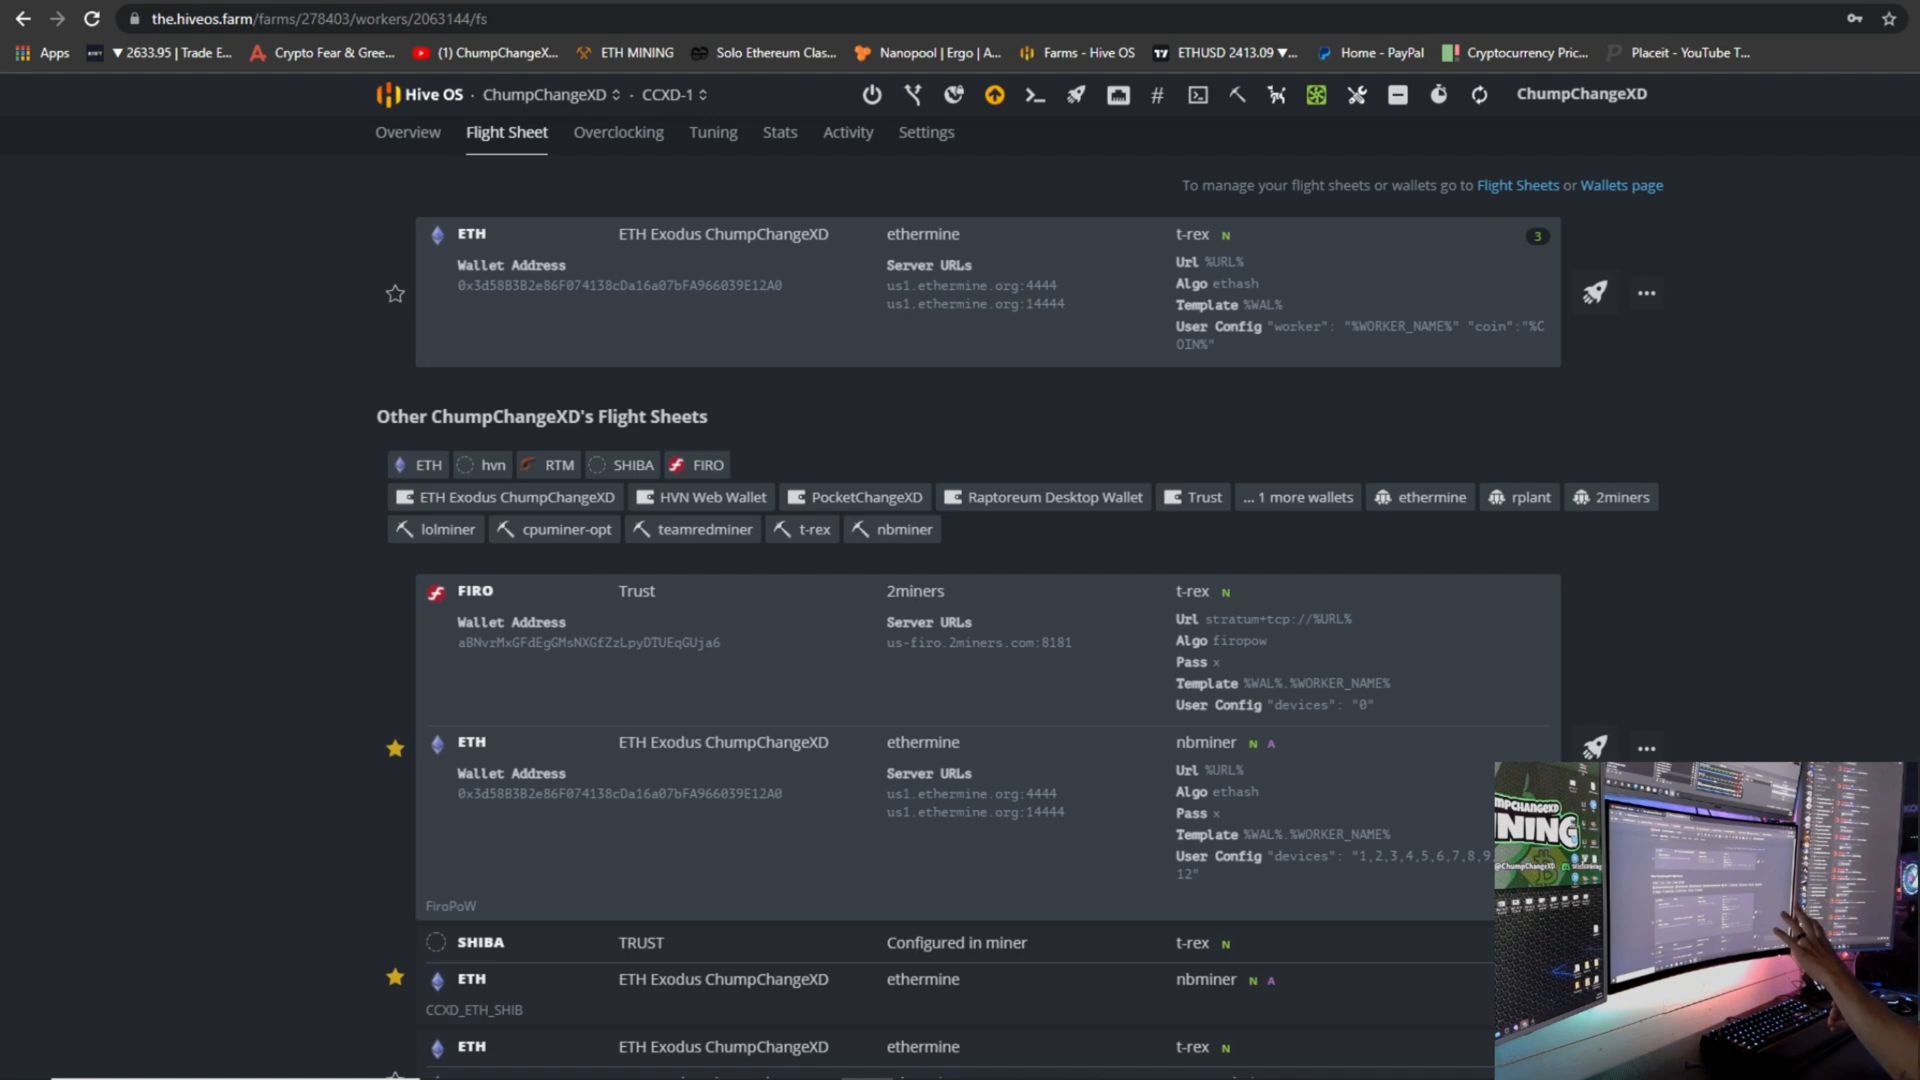 the.hiveos.farm/farms/278403/workers/2063144/fs
Apps
▼ 2633.95 | Trade E...
Crypto Fear & Gree...
(1) ChumpChangeX...
ETH MINING
Solo Ethereum Clas...
Nanopool | Ergo | A...
Farms - Hive OS
ETHUSD 2413.09 ▼...
Home - PayPal
Cryptocurrency Pric...
Placeit - YouTube T...
Hive OS · ChumpChangeXD · CCXD-1
ChumpChangeXD
Overview
Flight Sheet
Overclocking
Tuning
Stats
Activity
Settings
To manage your flight sheets or wallets go to Flight Sheets or Wallets page
ETH
ETH Exodus ChumpChangeXD
ethermine
t-rex N
3
Wallet Address
0x3d58B3B2e86F074138cDa16a07bFA966039E12A0
Server URLs
us1.ethermine.org:4444
us1.ethermine.org:14444
Url %URL%
Algo ethash
Template %WAL%
User Config "worker": "%WORKER_NAME%" "coin":"%C
OIN%"
Other ChumpChangeXD's Flight Sheets
ETH
hvn
RTM
SHIBA
FIRO
ETH Exodus ChumpChangeXD
HVN Web Wallet
PocketChangeXD
Raptoreum Desktop Wallet
Trust
... 1 more wallets
ethermine
rplant
2miners
lolminer
cpuminer-opt
teamredminer
t-rex
nbminer
FIRO
Trust
2miners
t-rex N
Wallet Address
aBNvrMxGFdEgGMsNXGfZzLpyDTUEqGUja6
Server URLs
us-firo.2miners.com:8181
Url stratum+tcp://%URL%
Algo firopow
Pass x
Template %WAL%.%WORKER_NAME%
User Config "devices": "0"
ETH
ETH Exodus ChumpChangeXD
ethermine
nbminer N A
Wallet Address
0x3d58B3B2e86F074138cDa16a07bFA966039E12A0
Server URLs
us1.ethermine.org:4444
us1.ethermine.org:14444
Url %URL%
Algo ethash
Pass x
Template %WAL%.%WORKER_NAME%
User Config "devices": "1,2,3,4,5,6,7,8,9
12"
FiroPoW
SHIBA
TRUST
Configured in miner
t-rex N
ETH
ETH Exodus ChumpChangeXD
ethermine
nbminer N A
CCXD_ETH_SHIB
ETH
ETH Exodus ChumpChangeXD
ethermine
t-rex N
MPCHANGEXD
NING
@ChumpChangeXD